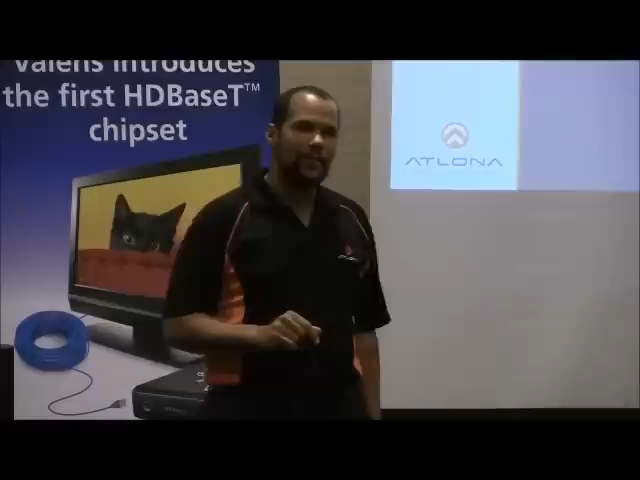 Valens introduces
the first HDBaseT™
chipset
ATLONA